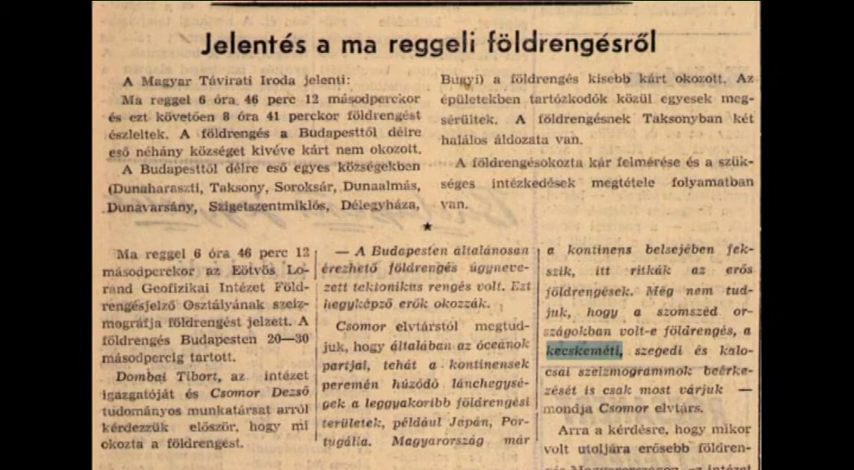 Jelentés a ma reggeli földrengésről
A Magyar Távirati Iroda jelenti:
Ma reggel 6 óra 46 perc 12 másodperckor
és ezt követően 8 óra 41 perckor földrengést
észleltek. A földrengés a Budapesttől délre
eső néhány községet kivéve kárt nem okozott.
A Budapesttől délre eső egyes községekben
(Dunaharaszti, Taksony, Soroksár, Dunaalmás,
Dunavarsány, Szigetszentmiklós, Délegyháza,
Bugyi) a földrengés kisebb kárt okozott. Az
épületekben tartózkodók közül egyesek meg-
sérültek. A földrengésnek Taksonyban két
halálos áldozata van.
A földrengésokozta kár felmérése és a szük-
séges intézkedések megtétele folyamatban
van.
★
Ma reggel 6 óra 46 perc 12
másodperckor az Eötvös Lo-
ránd Geofizikai Intézet Föld-
rengésjelző Osztályának szeiz-
mográfja földrengést jelzett. A
földrengés Budapesten 20—30
másodpercig tartott.
Dombai Tibort, az intézet
igazgatóját és Csomor Dezső
tudományos munkatársat arról
kérdezzük először, hogy mi
okozta a földrengést.
— A Budapesten általánosan
érezhető földrengés úgyneve-
zett tektonikus rengés volt. Ezt
hegyképző erők okozzák.
Csomor elvtárstól megtud-
juk, hogy általában az óceánok
partjai, tehát a kontinensek
peremén húzódó lánchegysé-
gek a leggyakoribb földrengési
területek, például Japán, Por-
tugália. Magyarország már
a kontinens belsejében fek-
szik, itt ritkák az erős
földrengések. Még nem tud-
juk, hogy a szomszéd or-
szágokban volt-e földrengés, a
kecskeméti, szegedi és kalo-
csai szeizmogrammok beérke-
zését is csak most várjuk —
mondja Csomor elvtárs.
Arra a kérdésre, hogy mikor
volt utoljára erősebb földren-
gés Magyarországon, az intézet